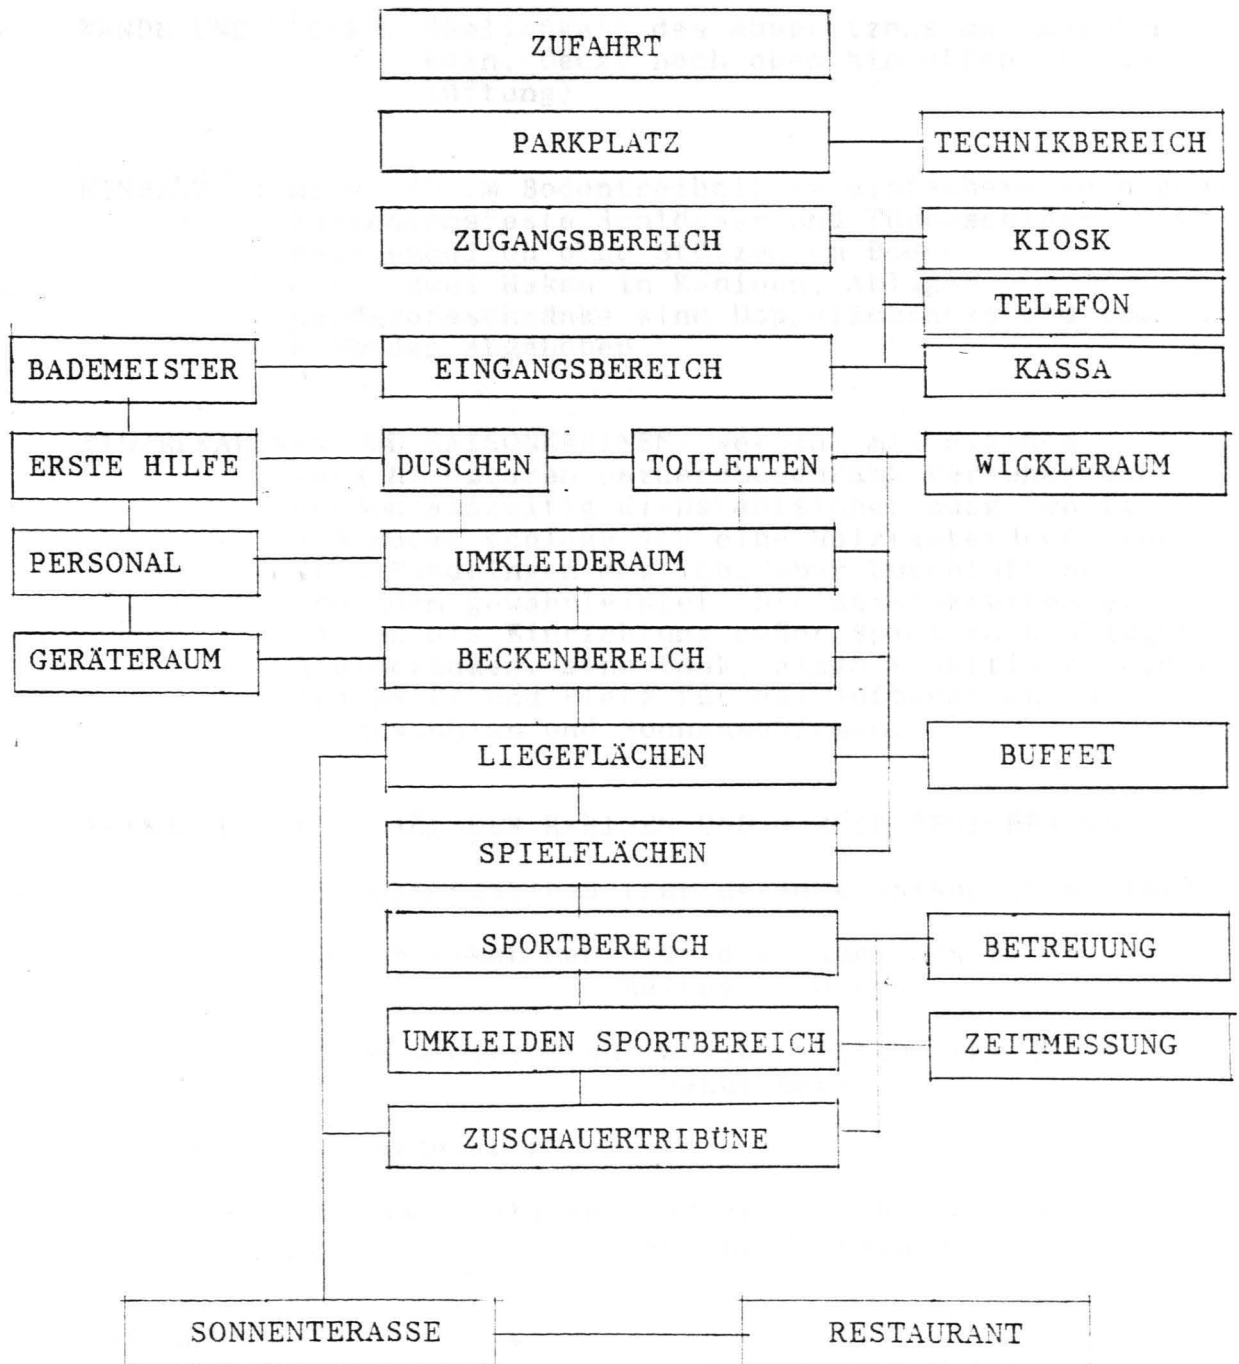 ZUFAHRT
PARKPLATZ TECHNIKBEREICH
ZUGANGSBEREICH KIOSK
TELEFON
BADEMEISTER EINGANGSBEREICH KASSA
ERSTE HILFE DUSCHEN TOILETTEN WICKLERAUM
PERSONAL UMKLEIDERAUM
GERÄTERAUM BECKENBEREICH
LIEGEFLÄCHEN BUFFET
SPIELFLÄCHEN
SPORTBEREICH BETREUUNG
UMKLEIDEN SPORTBEREICH ZEITMESSUNG
ZUSCHAUERTRIBÜNE
SONNENTERASSE RESTAURANT